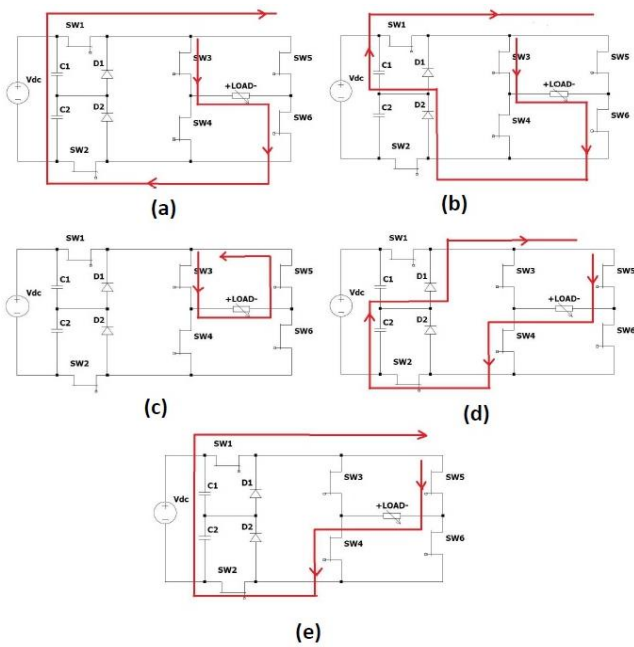 SW1
SW3
SW5
Vdc
C1
D1
+LOAD-
C2
D2
SW4
SW6
SW2
(a)
SW1
SW3
SW5
Vdc
C1
D1
+LOAD-
C2
D2
SW4
SW6
SW2
(b)
SW1
SW3
SW5
Vdc
C1
D1
+LOAD-
C2
D2
SW4
SW6
SW2
(c)
SW1
SW3
SW5
Vdc
C1
D1
+LOAD-
C2
D2
SW4
SW6
SW2
(d)
SW1
SW3
SW5
Vdc
C1
D1
+LOAD-
C2
D2
SW4
SW6
SW2
(e)